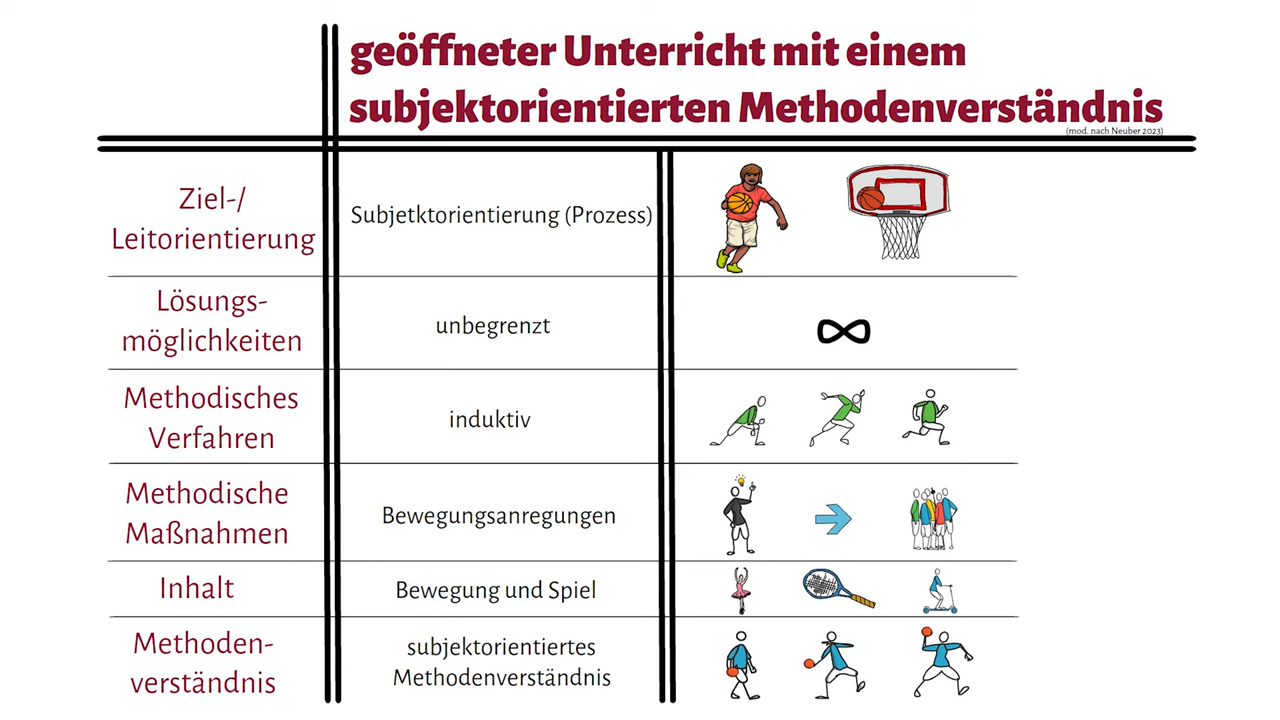 geöffneter Unterricht mit einem
subjektorientierten Methodenverständnis
(mod. nach Neuber 2023)
Ziel-/
Leitorientierung
Subjetktorientierung (Prozess)
Lösungs-
möglichkeiten
unbegrenzt
Methodisches
Verfahren
induktiv
Methodische
Maßnahmen
Bewegungsanregungen
Inhalt
Bewegung und Spiel
Methoden-
verständnis
subjektorientiertes
Methodenverständnis